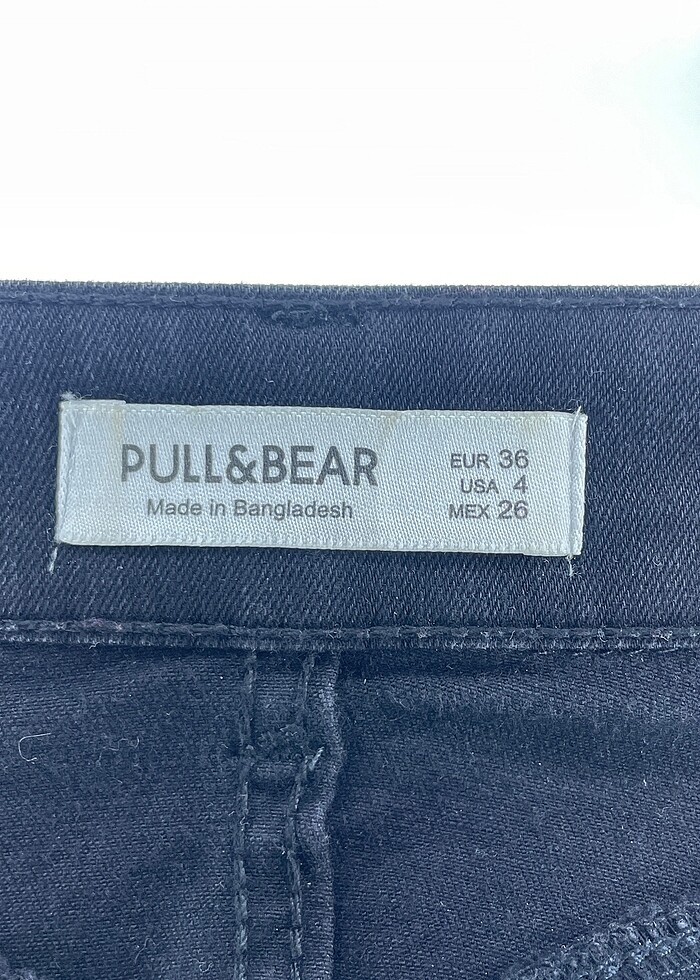 PULL&BEAR
Made in Bangladesh
EUR 36
USA 4
MEX 26